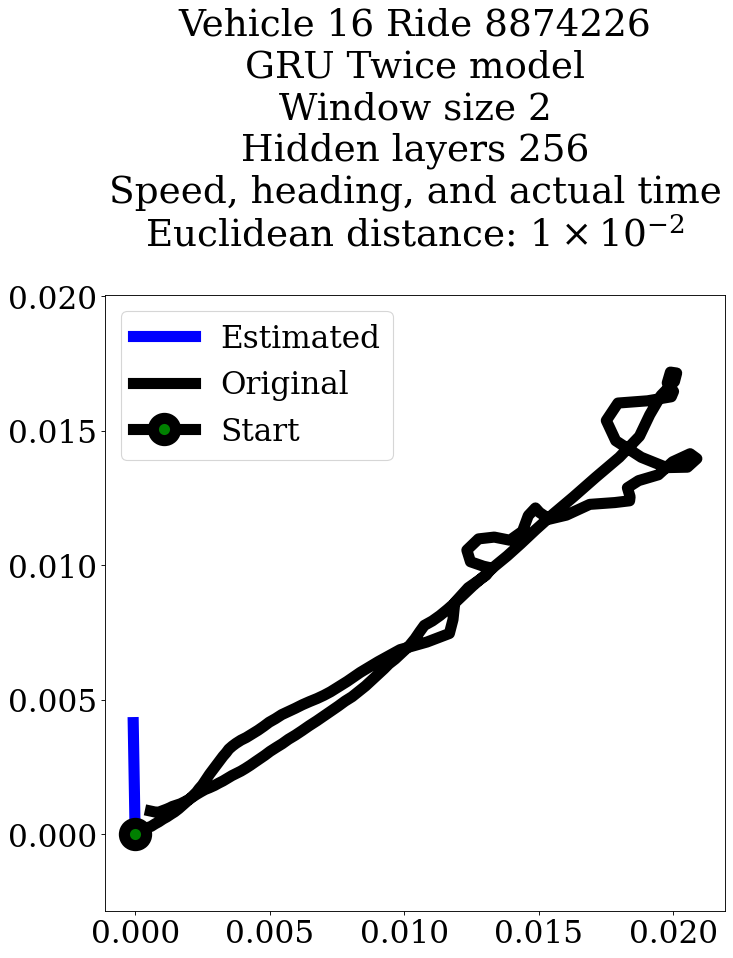 Vehicle 16 Ride 8874226
GRU Twice model
Window size 2
Hidden layers 256
Speed, heading, and actual time
Euclidean distance: 1 × 10⁻²
0.020
0.015
0.010
0.005
0.000
Estimated
Original
Start
0.000 0.005 0.010 0.015 0.020